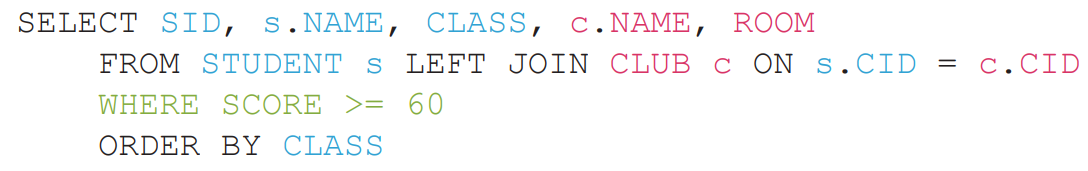 SELECT SID, s.NAME, CLASS, c.NAME, ROOM
FROM STUDENT s LEFT JOIN CLUB c ON s.CID = c.CID
WHERE SCORE >= 60
ORDER BY CLASS